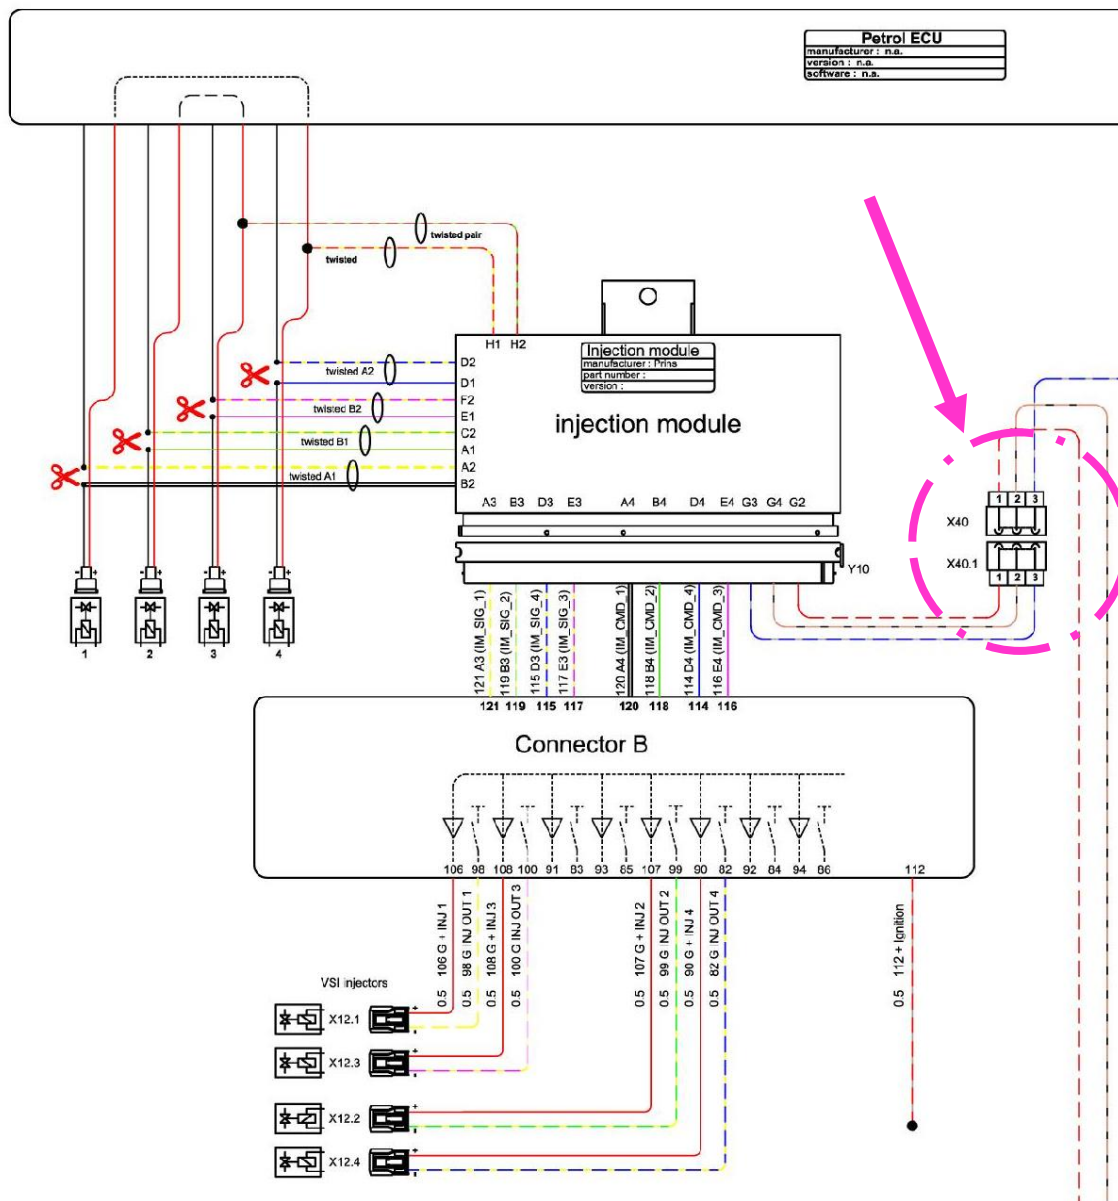 Petrol ECU
manufacturer : n.a.
version : n.a.
software : n.a.
twisted pair
twisted
H1 H2
Injection module
manufacturer : Prins
part number :
version :
injection module
twisted A2
D2
D1
twisted B2
F2
E1
twisted B1
C2
A1
twisted A1
A2
B2
A3 B3 D3 E3 A4 B4 D4 E4 G3 G4 G2
1 2 3
X40
X40.1
1 2 3
Y10
- + - + - + - +
1 2 3 4
121 A3 (IM_SIG_1)
119 B3 (IM_SIG_2)
115 D3 (IM_SIG_4)
117 E3 (IM_SIG_3)
120 A4 (IM_CMD_1)
118 B4 (IM_CMD_2)
114 D4 (IM_CMD_4)
116 E4 (IM_CMD_3)
121 119 115 117 120 118 114 116
Connector B
106 98 108 100 91 83 93 85 107 99 90 82 92 84 94 86 112
0.5 106 G + INJ 1
0.5 98 G INJ OUT 1
0.5 108 G + INJ 3
0.5 100 G INJ OUT 3
0.5 107 G + INJ 2
0.5 99 G INJ OUT 2
0.5 90 G + INJ 4
0.5 82 G INJ OUT 4
0.5 112 + Ignition
VSI injectors
X12.1 + -
X12.3 + -
X12.2 + -
X12.4 + -